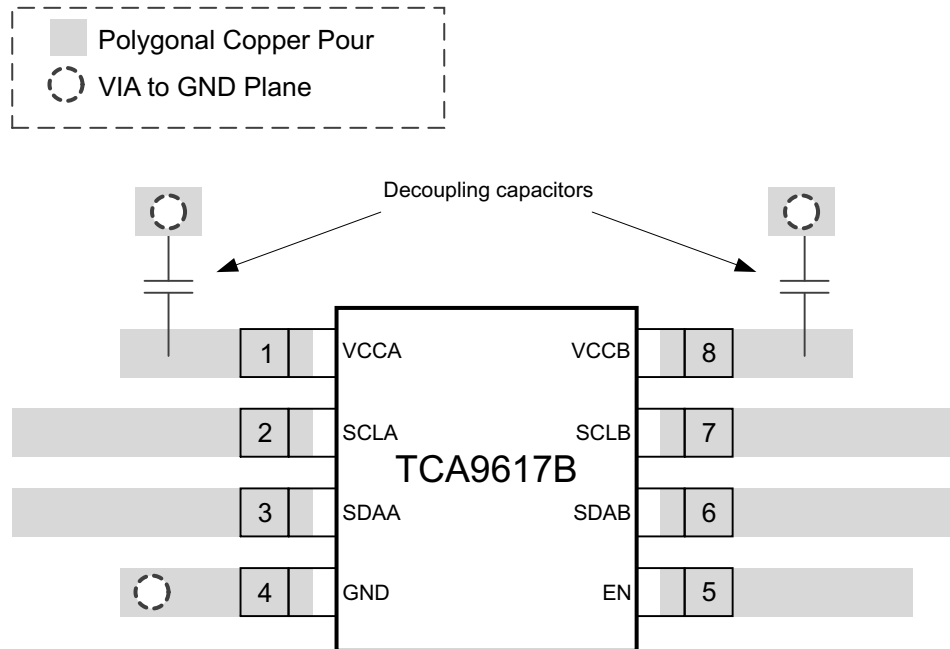 Polygonal Copper Pour
VIA to GND Plane
Decoupling capacitors
1 VCCA VCCB 8
2 SCLA SCLB 7
TCA9617B
3 SDAA SDAB 6
4 GND EN 5